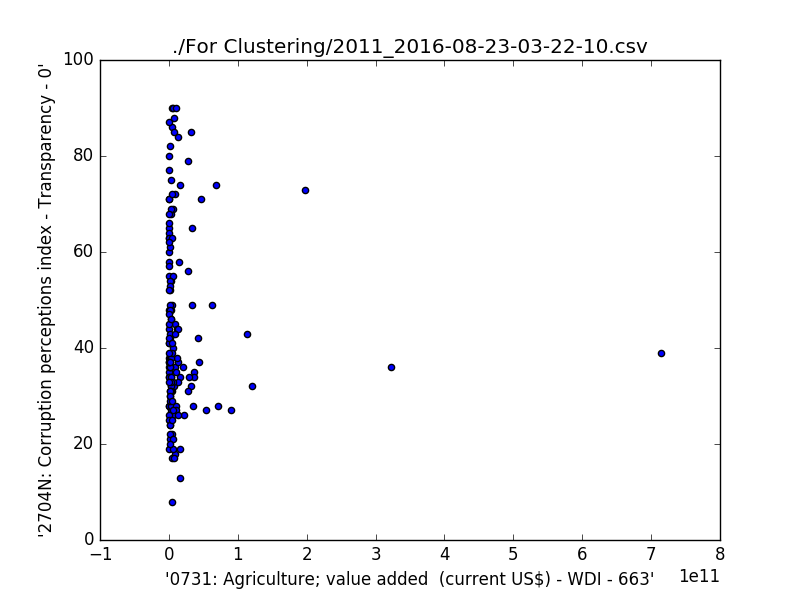 ./For Clustering/2011_2016-08-23-03-22-10.csv
100
80
60
40
20
0
'2704N: Corruption perceptions index - Transparency - 0'
−1 0 1 2 3 4 5 6 7 8
1e11
'0731: Agriculture; value added  (current US$) - WDI - 663'